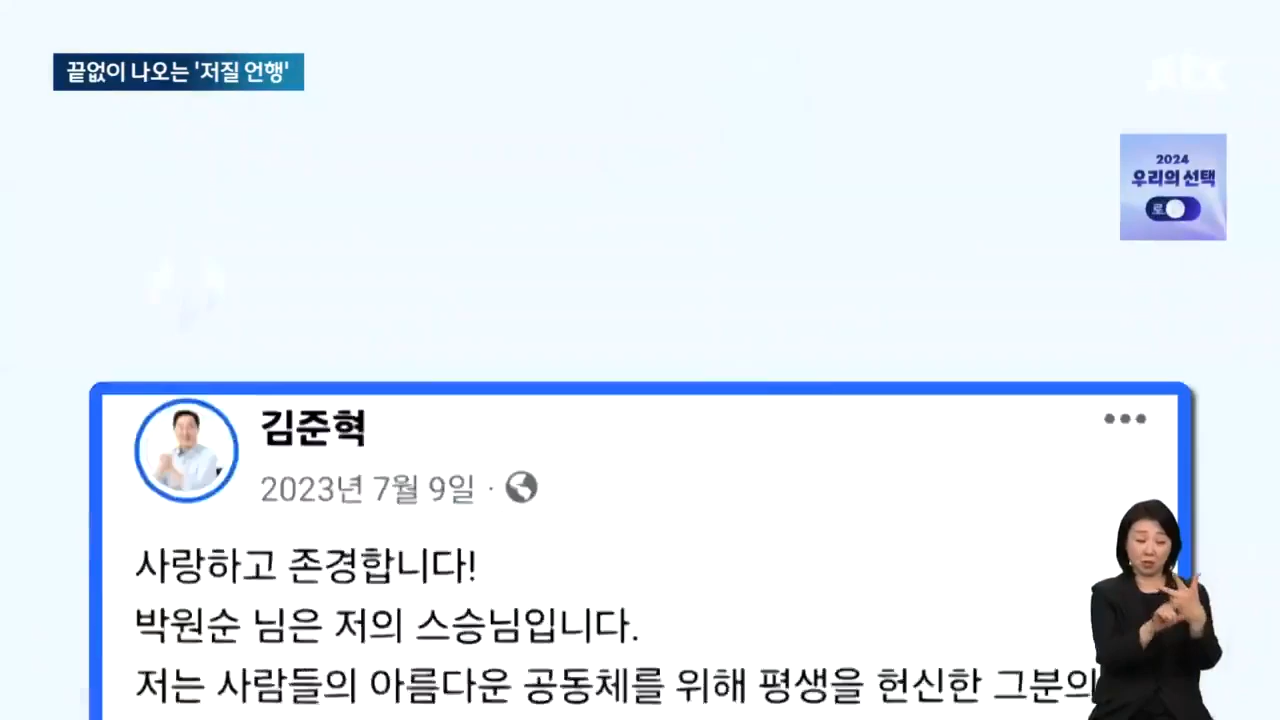 끝없이 나오는 '저질 언행'
JTBC
2024
우리의 선택
로
김준혁
2023년 7월 9일 ·
사랑하고 존경합니다!
박원순 님은 저의 스승님입니다.
저는 사람들의 아름다운 공동체를 위해 평생을 헌신한 그분의